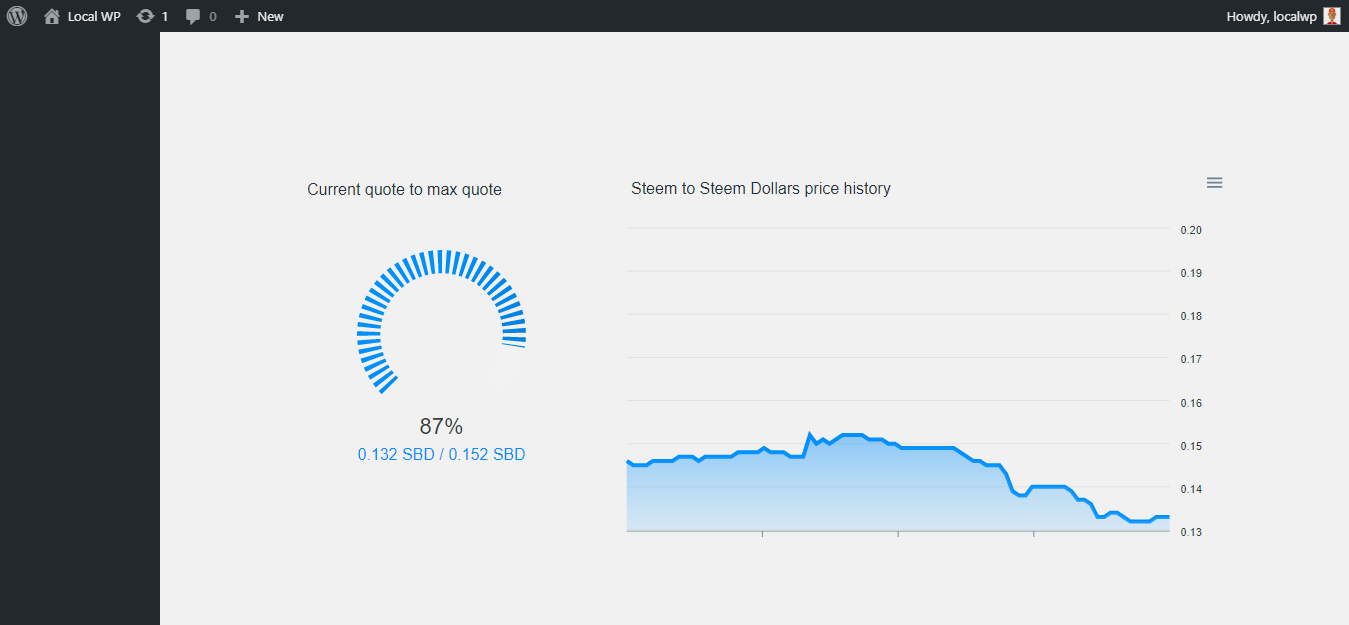 Local WP 1 0 New Howdy, localwp
Current quote to max quote
87%
0.132 SBD / 0.152 SBD
Steem to Steem Dollars price history
0.20
0.19
0.18
0.17
0.16
0.15
0.14
0.13